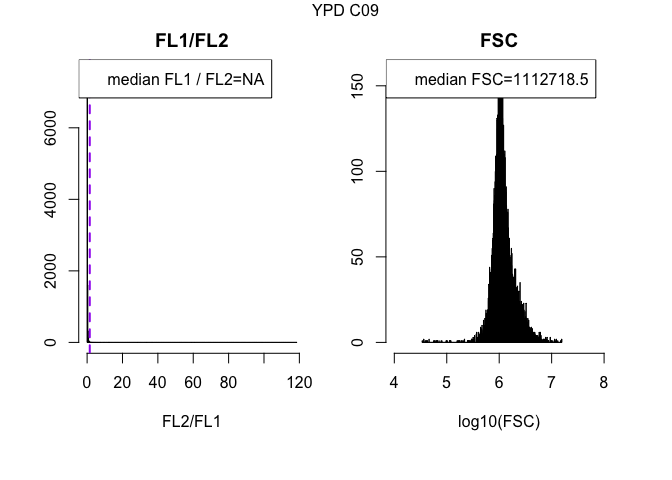 YPD C09
FL1/FL2
FSC
median FL1 / FL2=NA
median FSC=1112718.5
0
2000
4000
6000
0
50
100
150
0 20 40 60 80 120
4 5 6 7 8
FL2/FL1
log10(FSC)